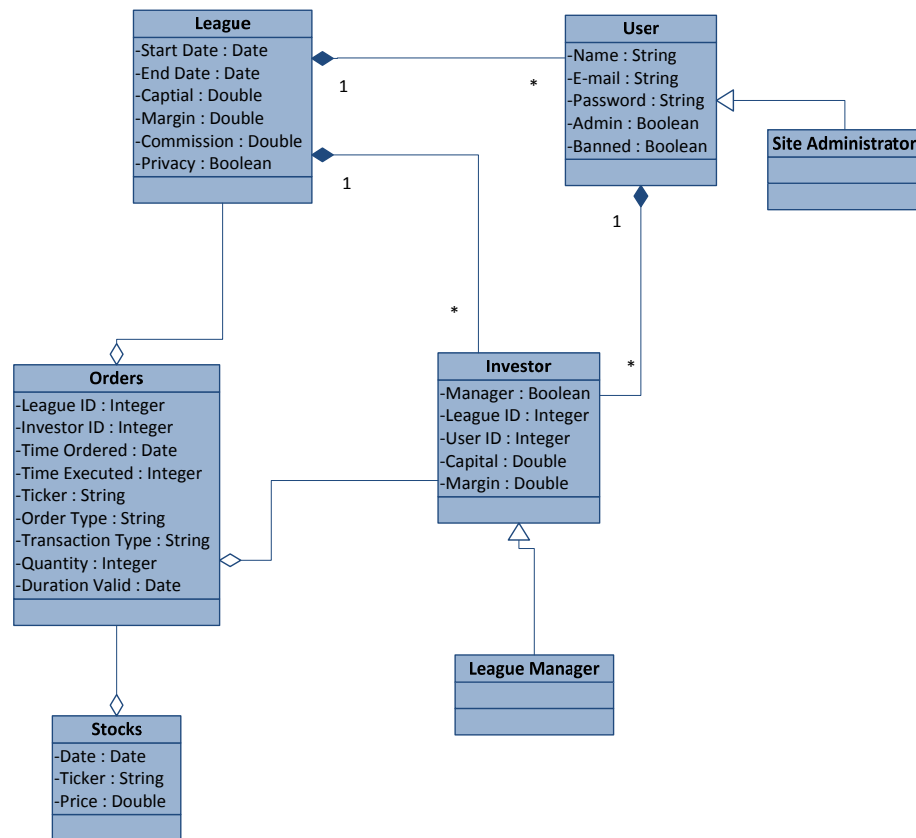 League
-Start Date : Date
-End Date : Date
-Captial : Double
-Margin : Double
-Commission : Double
-Privacy : Boolean
1
*
1
*
User
-Name : String
-E-mail : String
-Password : String
-Admin : Boolean
-Banned : Boolean
1
*
Site Administrator
Orders
-League ID : Integer
-Investor ID : Integer
-Time Ordered : Date
-Time Executed : Integer
-Ticker : String
-Order Type : String
-Transaction Type : String
-Quantity : Integer
-Duration Valid : Date
Investor
-Manager : Boolean
-League ID : Integer
-User ID : Integer
-Capital : Double
-Margin : Double
League Manager
Stocks
-Date : Date
-Ticker : String
-Price : Double